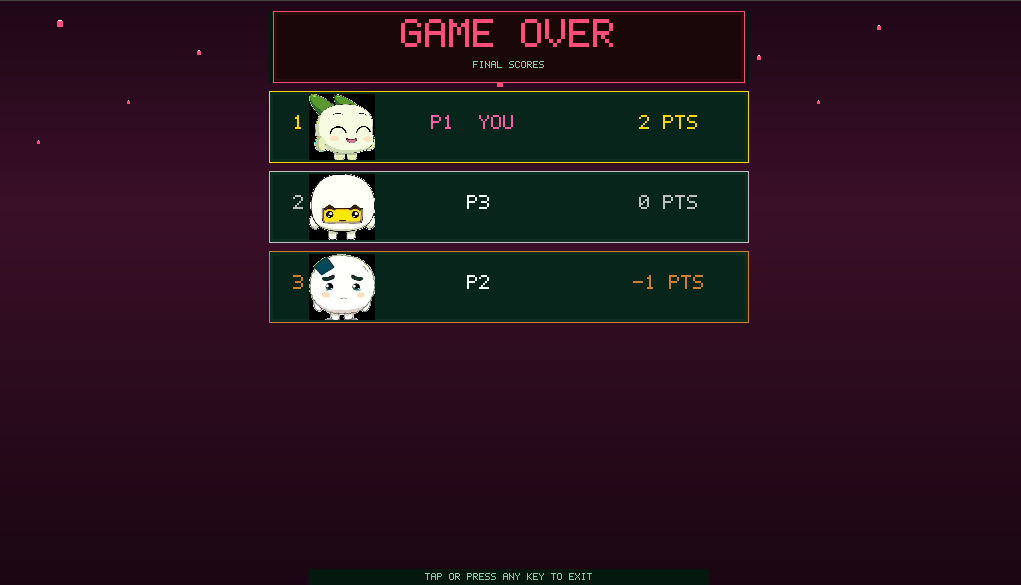 GAME OVER
FINAL SCORES
1 P1 YOU 2 PTS
2 P3 0 PTS
3 P2 -1 PTS
TAP OR PRESS ANY KEY TO EXIT